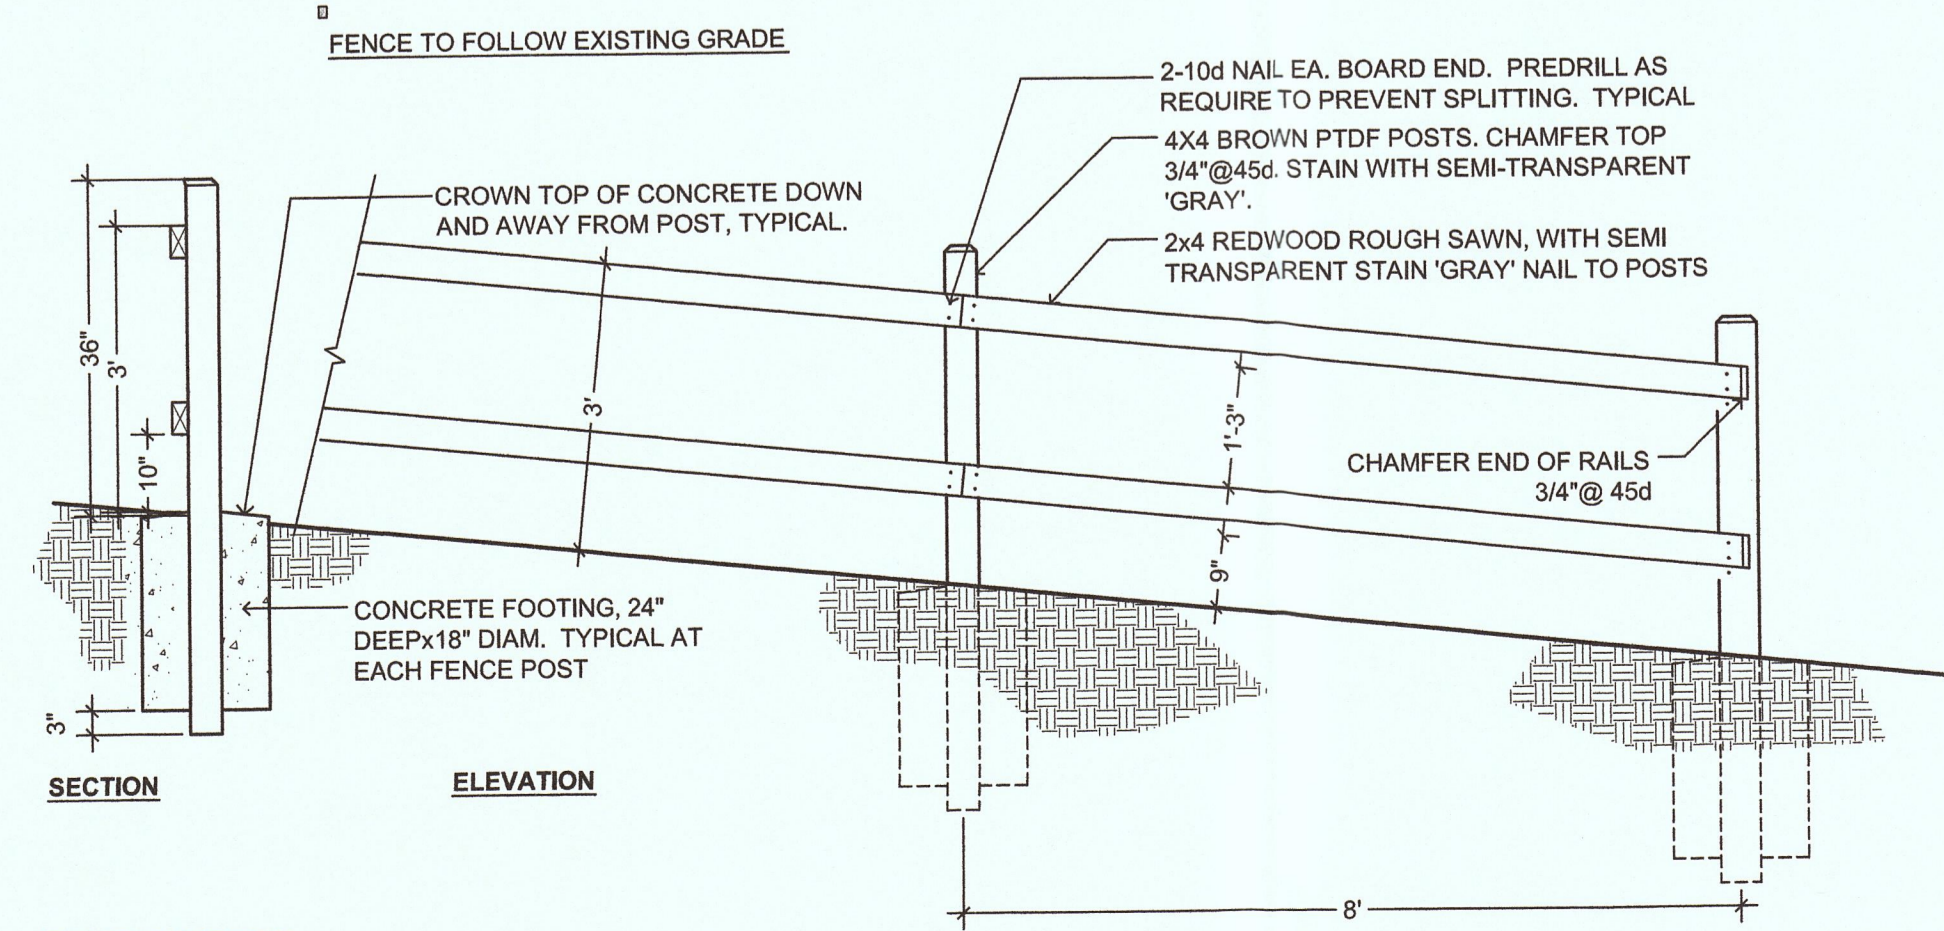 FENCE TO FOLLOW EXISTING GRADE
2-10d NAIL EA. BOARD END. PREDRILL AS
REQUIRE TO PREVENT SPLITTING. TYPICAL
4X4 BROWN PTDF POSTS. CHAMFER TOP
3/4"@45d. STAIN WITH SEMI-TRANSPARENT
'GRAY'.
2x4 REDWOOD ROUGH SAWN, WITH SEMI
TRANSPARENT STAIN 'GRAY' NAIL TO POSTS
CROWN TOP OF CONCRETE DOWN
AND AWAY FROM POST, TYPICAL.
36"
3'
10"
3'
1'-3"
9"
CHAMFER END OF RAILS
3/4"@ 45d
CONCRETE FOOTING, 24"
DEEPx18" DIAM. TYPICAL AT
EACH FENCE POST
3"
SECTION
ELEVATION
8'